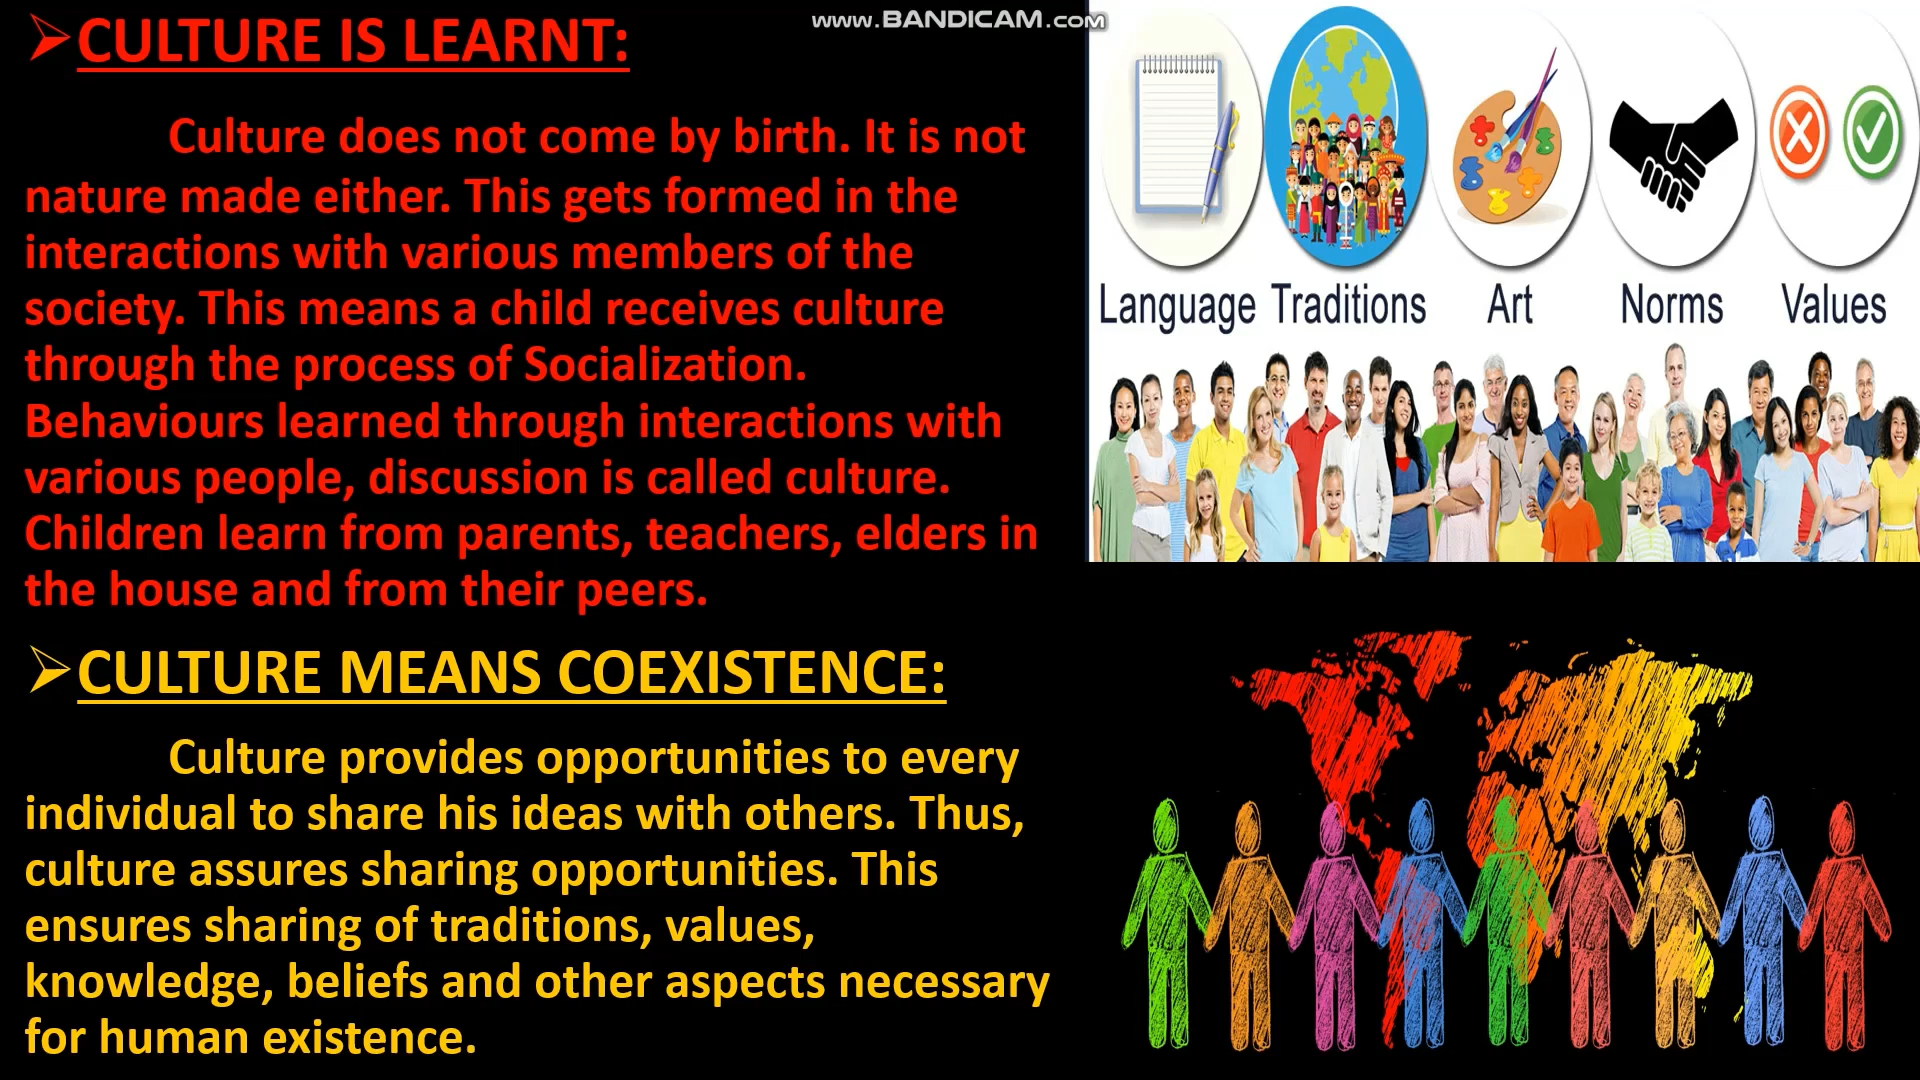 www.BANDICAM.com
➢CULTURE IS LEARNT:
Culture does not come by birth. It is not
nature made either. This gets formed in the
interactions with various members of the
society. This means a child receives culture
through the process of Socialization.
Behaviours learned through interactions with
various people, discussion is called culture.
Children learn from parents, teachers, elders in
the house and from their peers.
➢CULTURE MEANS COEXISTENCE:
Culture provides opportunities to every
individual to share his ideas with others. Thus,
culture assures sharing opportunities. This
ensures sharing of traditions, values,
knowledge, beliefs and other aspects necessary
for human existence.
Language Traditions Art Norms Values